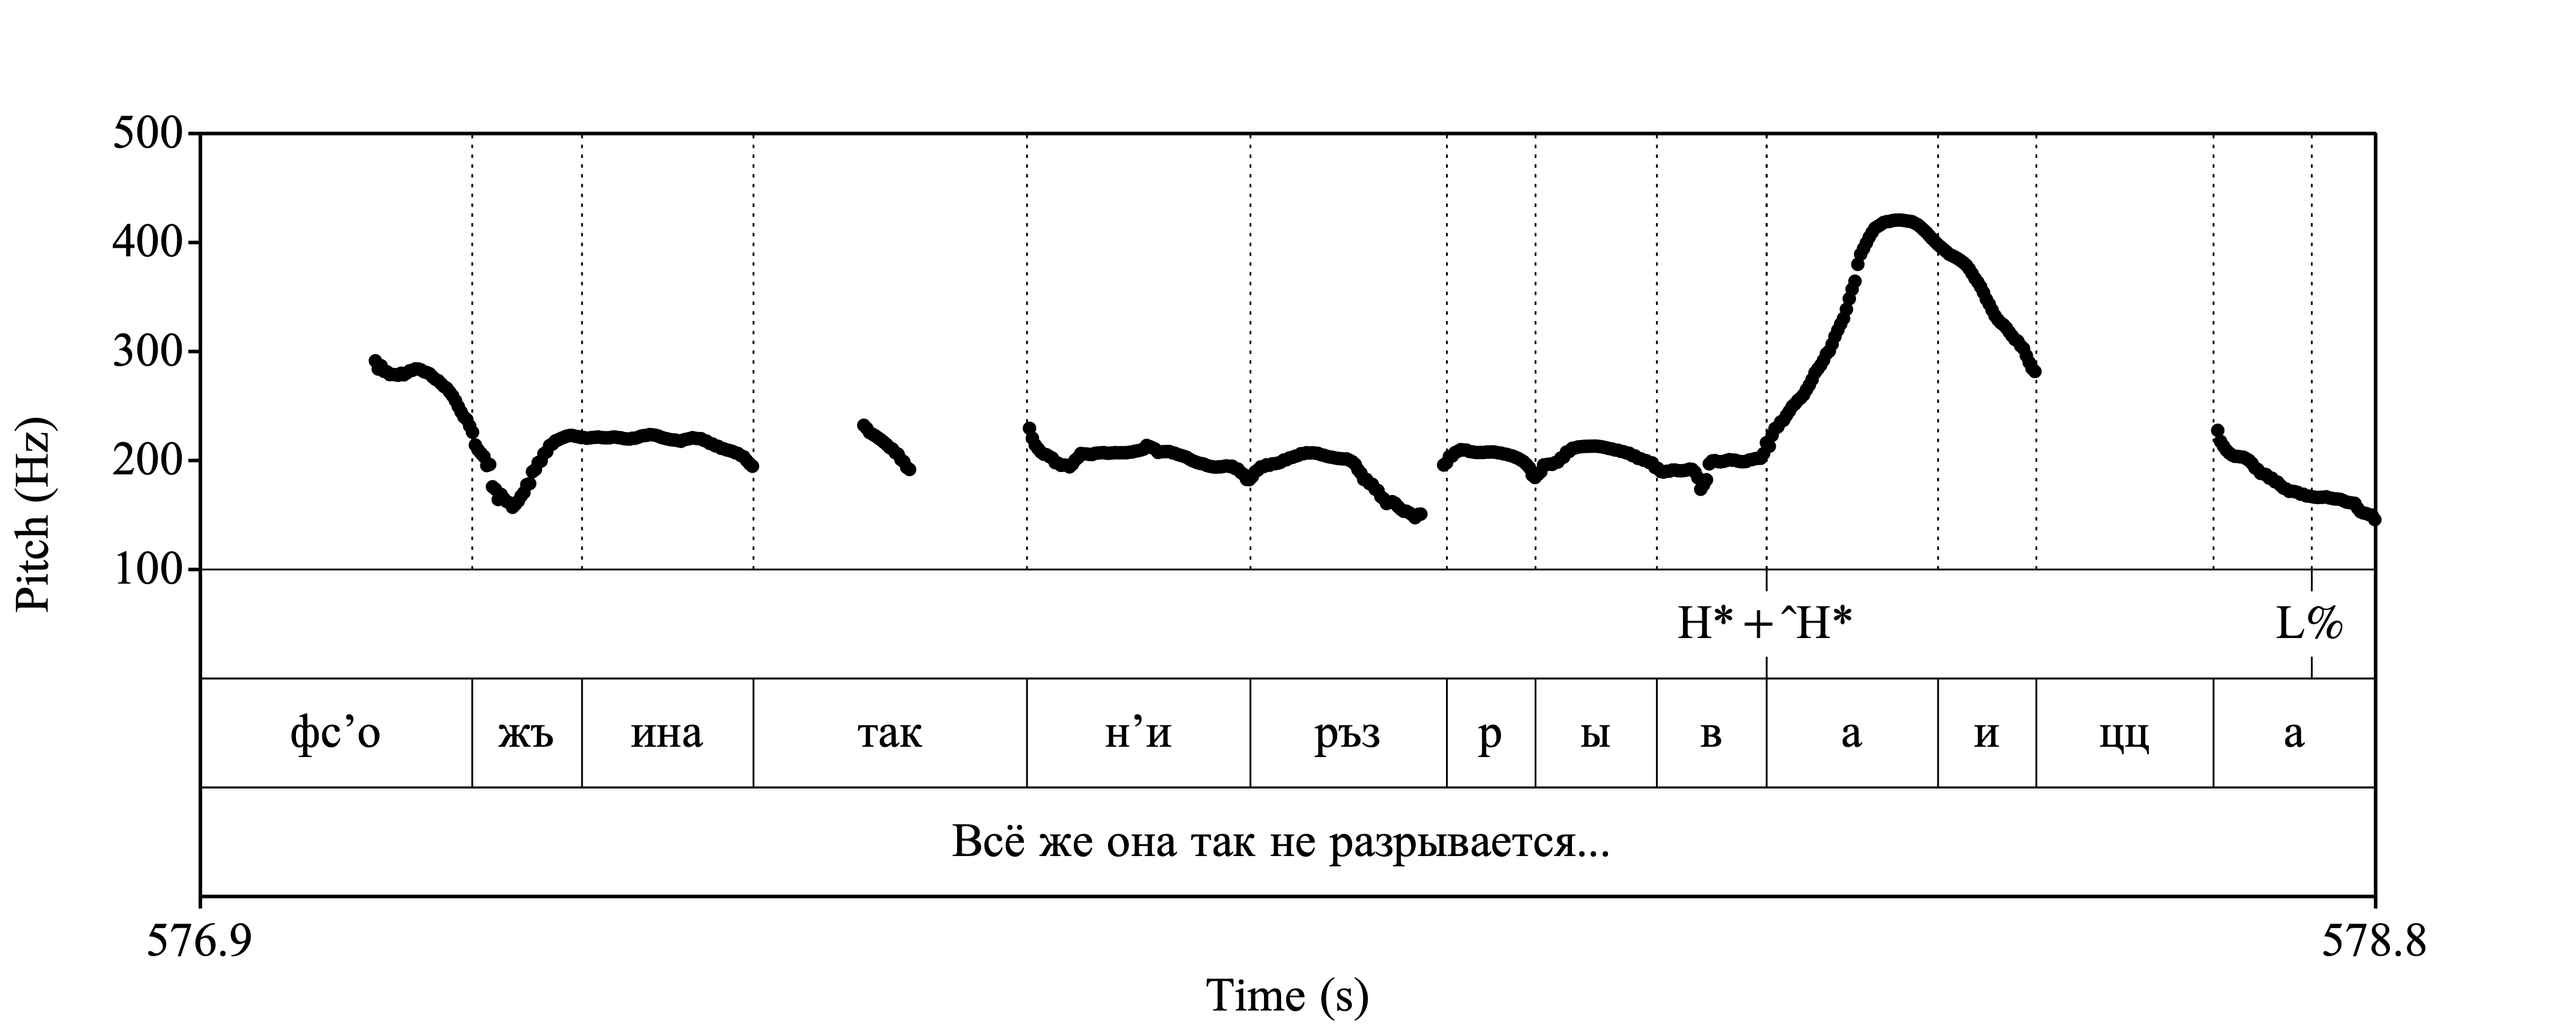 500
400
300
200
100
Pitch (Hz)
H* + ^H* L%
фс’о жъ ина так н’и ръз р ы в а и цц а
Всё же она так не разрывается...
576.9 578.8
Time (s)